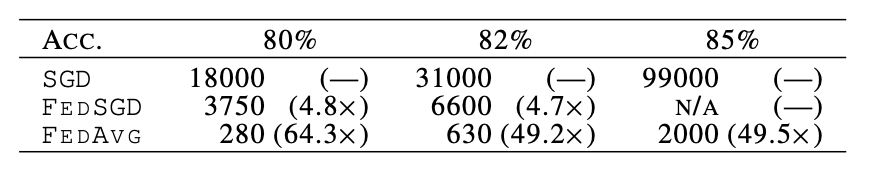 ACC. 80% 82% 85%
SGD 18000 (—) 31000 (—) 99000 (—)
FEDSGD 3750 (4.8×) 6600 (4.7×) N/A (—)
FEDAVG 280 (64.3×) 630 (49.2×) 2000 (49.5×)